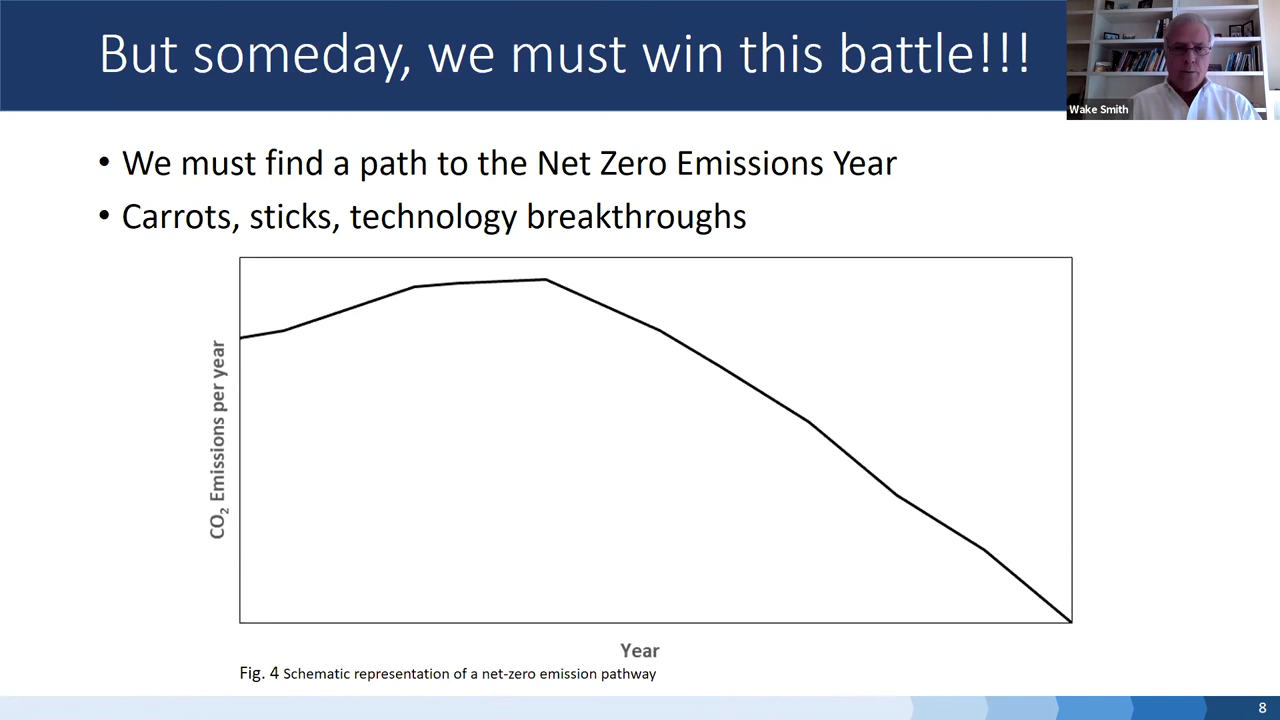 But someday, we must win this battle!!!
Wake Smith
• We must find a path to the Net Zero Emissions Year
• Carrots, sticks, technology breakthroughs
CO₂ Emissions per year
Year
Fig. 4 Schematic representation of a net-zero emission pathway
8